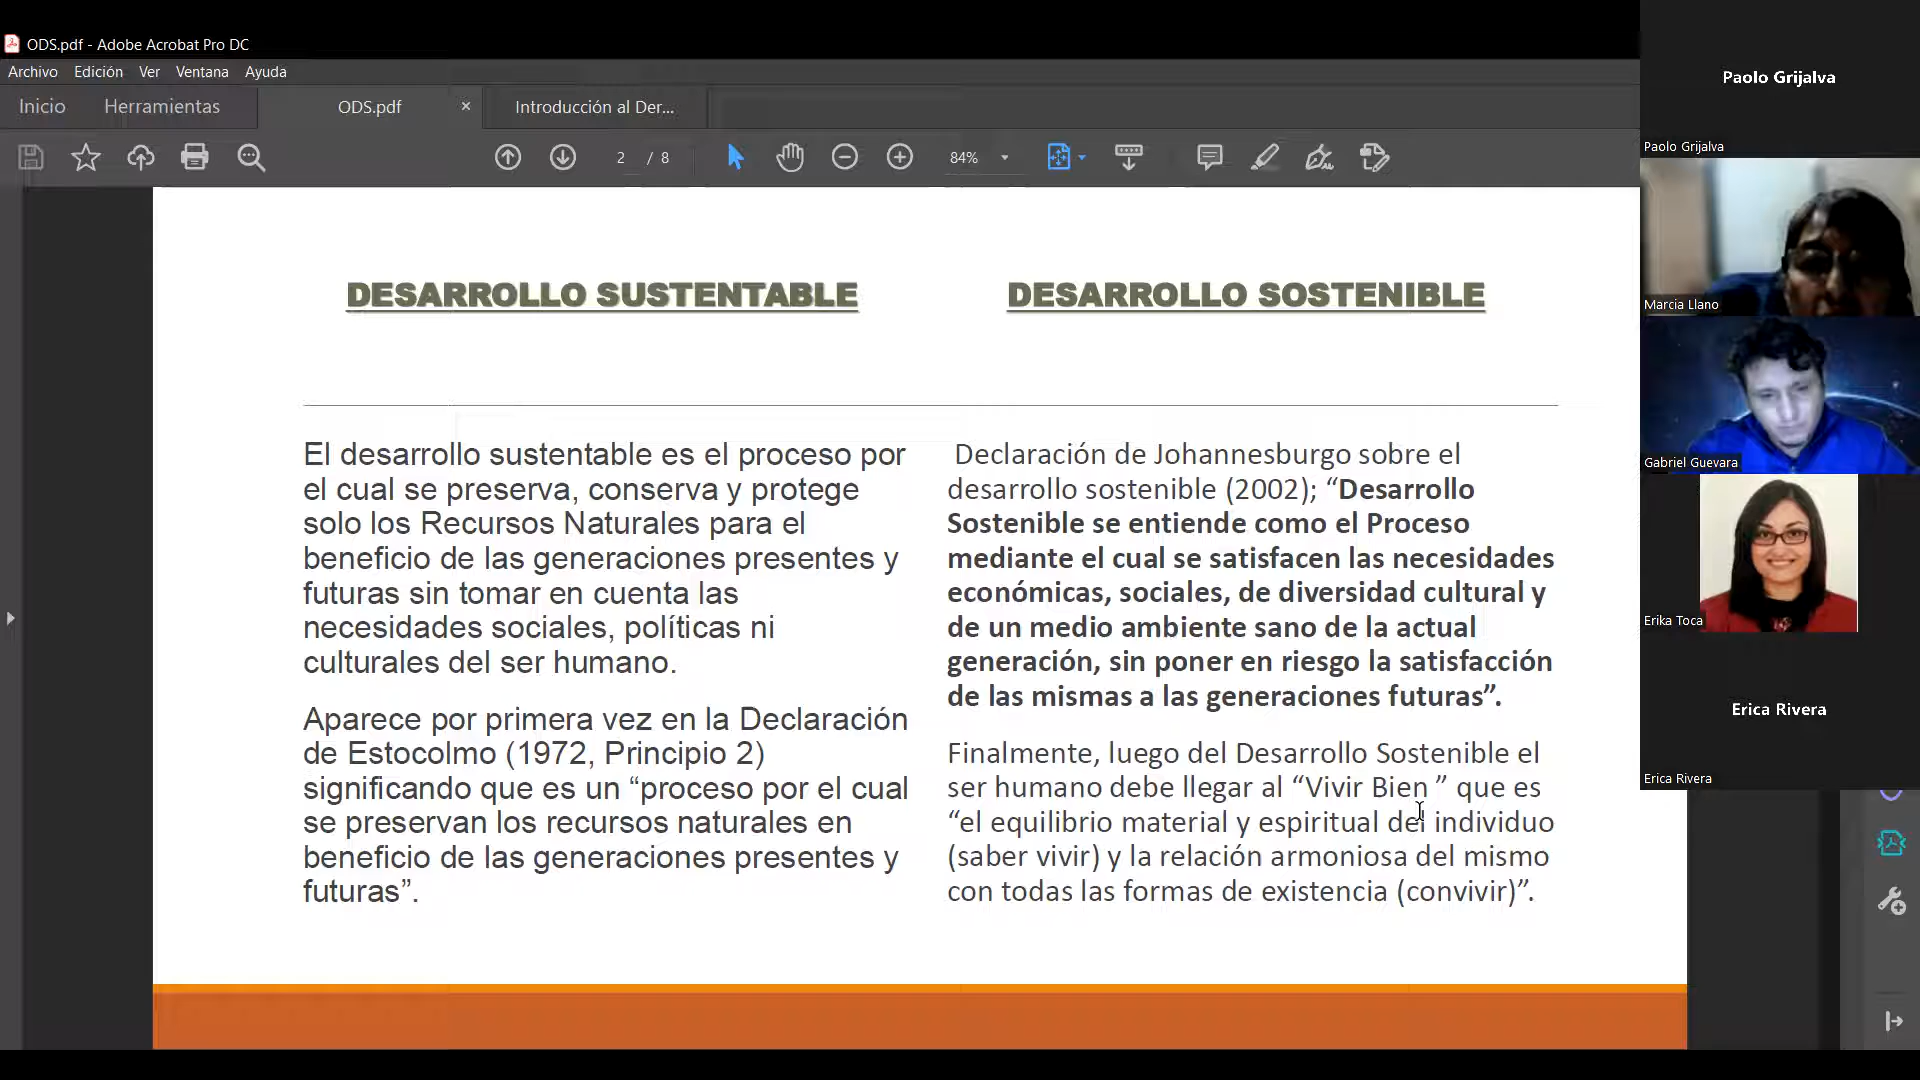 ODS.pdf - Adobe Acrobat Pro DC
Archivo Edición Ver Ventana Ayuda
Inicio Herramientas ODS.pdf × Introducción al Der...
2 / 8 84%
DESARROLLO SUSTENTABLE
El desarrollo sustentable es el proceso por
el cual se preserva, conserva y protege
solo los Recursos Naturales para el
beneficio de las generaciones presentes y
futuras sin tomar en cuenta las
necesidades sociales, políticas ni
culturales del ser humano.
Aparece por primera vez en la Declaración
de Estocolmo (1972, Principio 2)
significando que es un “proceso por el cual
se preservan los recursos naturales en
beneficio de las generaciones presentes y
futuras”.
DESARROLLO SOSTENIBLE
Declaración de Johannesburgo sobre el
desarrollo sostenible (2002); “Desarrollo
Sostenible se entiende como el Proceso
mediante el cual se satisfacen las necesidades
económicas, sociales, de diversidad cultural y
de un medio ambiente sano de la actual
generación, sin poner en riesgo la satisfacción
de las mismas a las generaciones futuras”.
Finalmente, luego del Desarrollo Sostenible el
ser humano debe llegar al “Vivir Bien ” que es
“el equilibrio material y espiritual del individuo
(saber vivir) y la relación armoniosa del mismo
con todas las formas de existencia (convivir)”.
Paolo Grijalva
Paolo Grijalva
Marcia Llano
Gabriel Guevara
Erika Toca
Erica Rivera
Erica Rivera